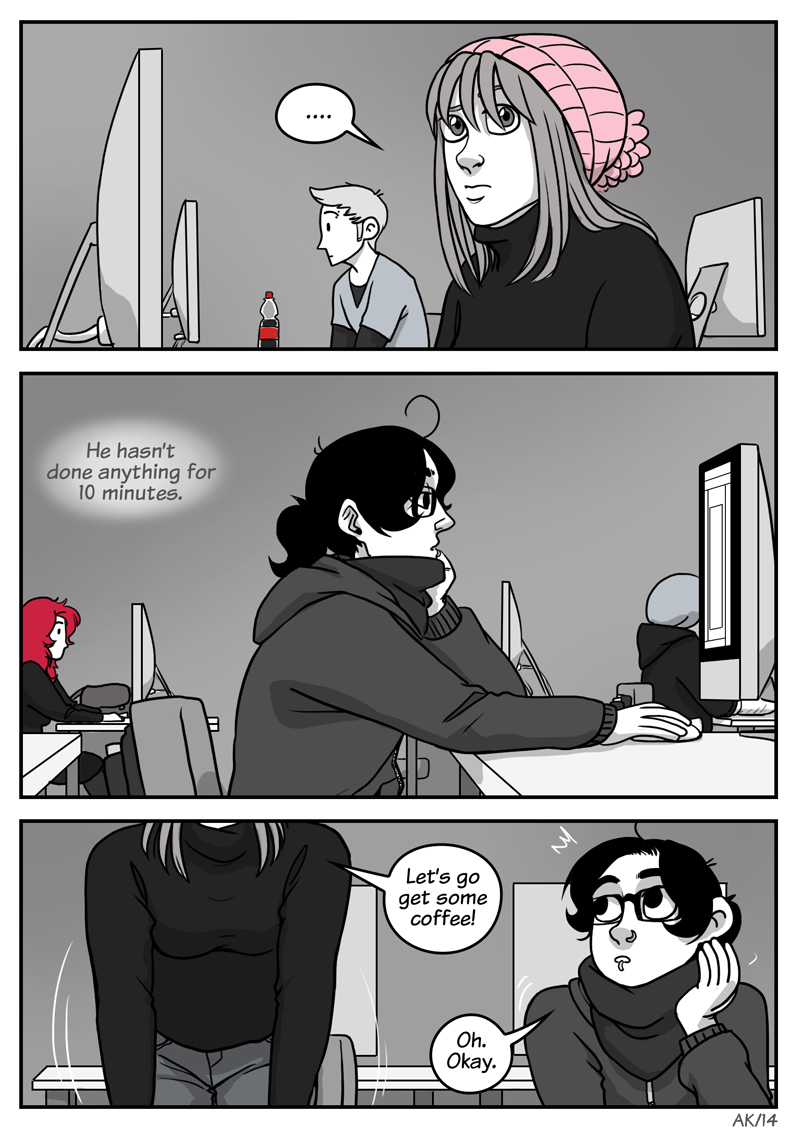 ....
He hasn't
done anything for
10 minutes.
Let's go
get some
coffee!
Oh.
Okay.
AK/14